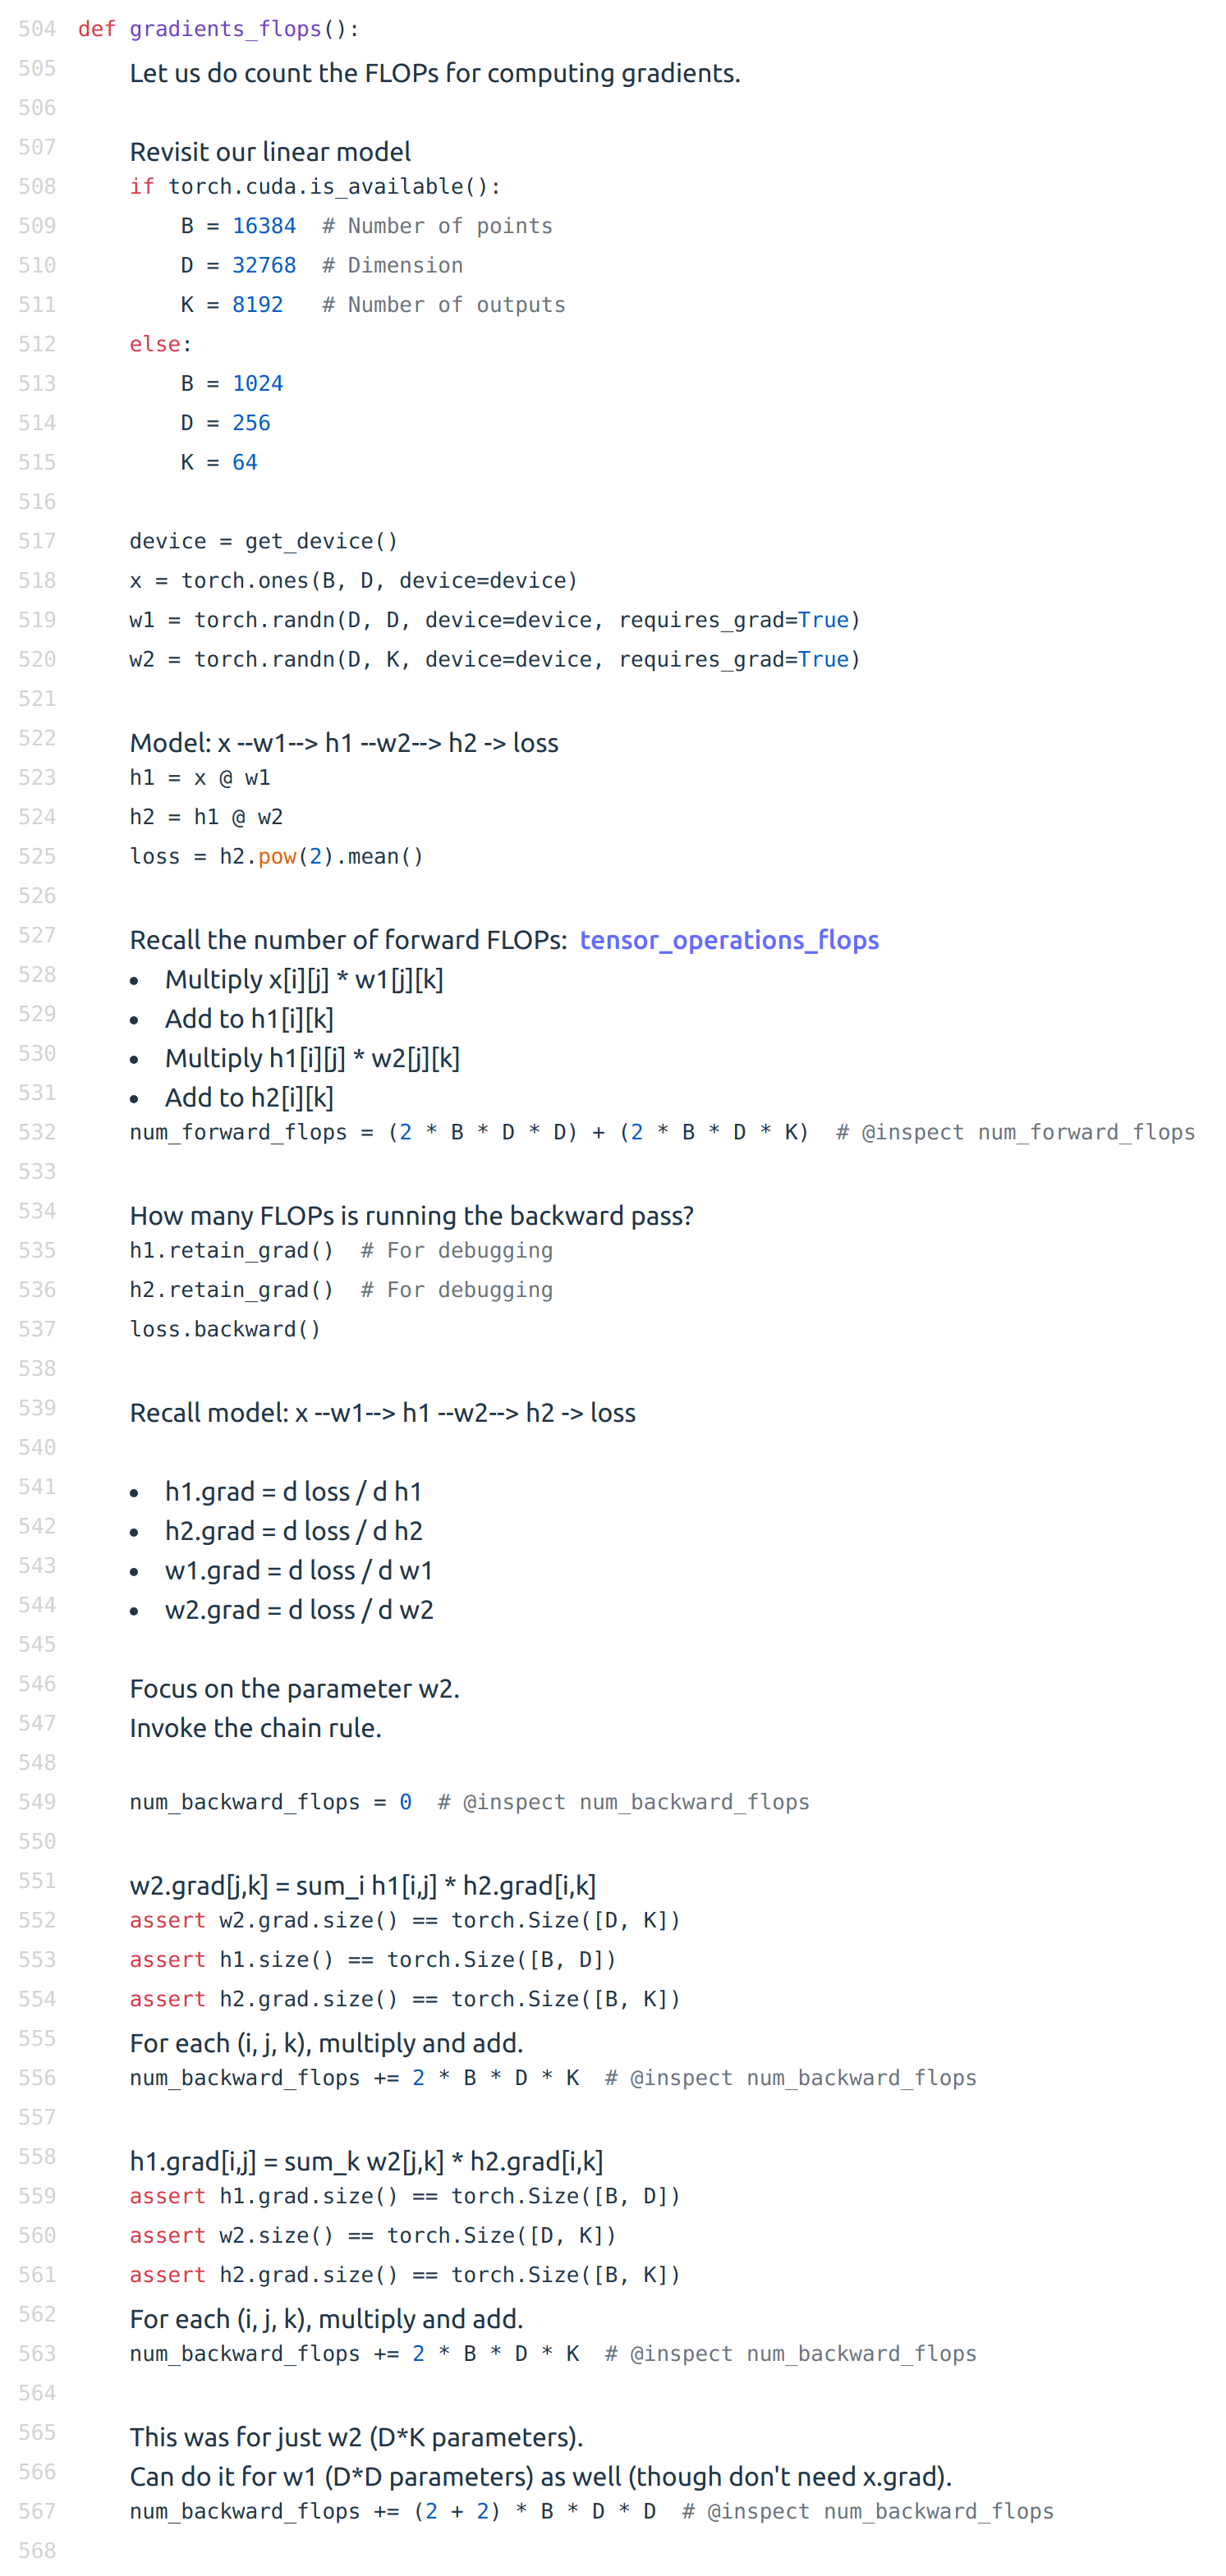 504 def gradients_flops():
505 Let us do count the FLOPs for computing gradients.
506
507 Revisit our linear model
508 if torch.cuda.is_available():
509 B = 16384 # Number of points
510 D = 32768 # Dimension
511 K = 8192 # Number of outputs
512 else:
513 B = 1024
514 D = 256
515 K = 64
516
517 device = get_device()
518 x = torch.ones(B, D, device=device)
519 w1 = torch.randn(D, D, device=device, requires_grad=True)
520 w2 = torch.randn(D, K, device=device, requires_grad=True)
521
522 Model: x --w1--> h1 --w2--> h2 -> loss
523 h1 = x @ w1
524 h2 = h1 @ w2
525 loss = h2.pow(2).mean()
526
527 Recall the number of forward FLOPs: tensor_operations_flops
528 • Multiply x[i][j] * w1[j][k]
529 • Add to h1[i][k]
530 • Multiply h1[i][j] * w2[j][k]
531 • Add to h2[i][k]
532 num_forward_flops = (2 * B * D * D) + (2 * B * D * K) # @inspect num_forward_flops
533
534 How many FLOPs is running the backward pass?
535 h1.retain_grad() # For debugging
536 h2.retain_grad() # For debugging
537 loss.backward()
538
539 Recall model: x --w1--> h1 --w2--> h2 -> loss
540
541 • h1.grad = d loss / d h1
542 • h2.grad = d loss / d h2
543 • w1.grad = d loss / d w1
544 • w2.grad = d loss / d w2
545
546 Focus on the parameter w2.
547 Invoke the chain rule.
548
549 num_backward_flops = 0 # @inspect num_backward_flops
550
551 w2.grad[j,k] = sum_i h1[i,j] * h2.grad[i,k]
552 assert w2.grad.size() == torch.Size([D, K])
553 assert h1.size() == torch.Size([B, D])
554 assert h2.grad.size() == torch.Size([B, K])
555 For each (i, j, k), multiply and add.
556 num_backward_flops += 2 * B * D * K # @inspect num_backward_flops
557
558 h1.grad[i,j] = sum_k w2[j,k] * h2.grad[i,k]
559 assert h1.grad.size() == torch.Size([B, D])
560 assert w2.size() == torch.Size([D, K])
561 assert h2.grad.size() == torch.Size([B, K])
562 For each (i, j, k), multiply and add.
563 num_backward_flops += 2 * B * D * K # @inspect num_backward_flops
564
565 This was for just w2 (D*K parameters).
566 Can do it for w1 (D*D parameters) as well (though don't need x.grad).
567 num_backward_flops += (2 + 2) * B * D * D # @inspect num_backward_flops
568